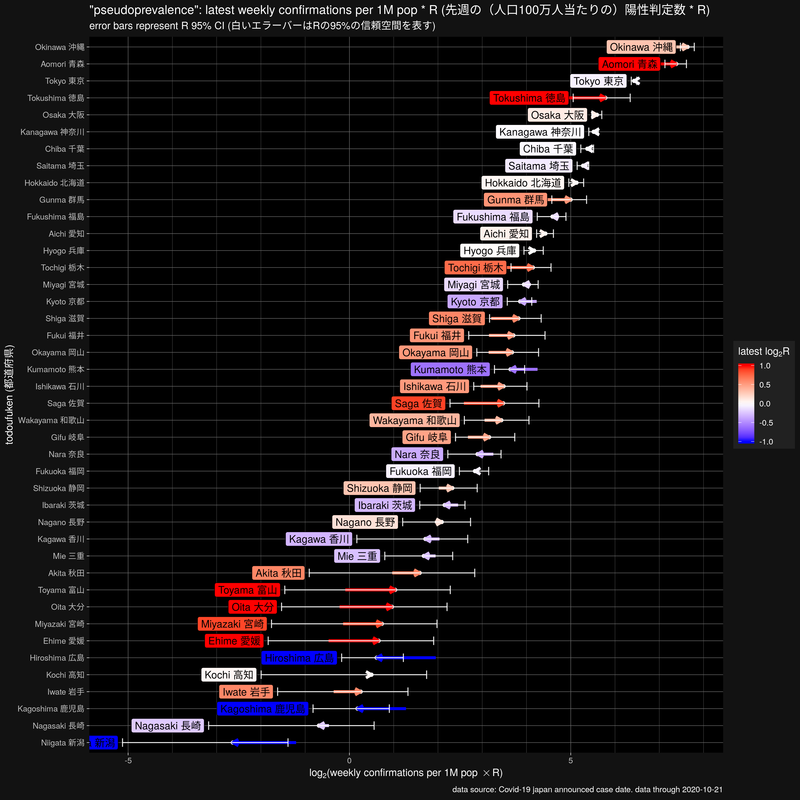 "pseudoprevalence": latest weekly confirmations per 1M pop * R (先週の（人口100万人当たりの）陽性判定数 * R)
error bars represent R 95% CI (白いエラーバーはRの95%の信頼空間を表す)
todoufuken (都道府県)
Okinawa 沖縄 Okinawa 沖縄
Aomori 青森 Aomori 青森
Tokyo 東京 Tokyo 東京
Tokushima 徳島 Tokushima 徳島
Osaka 大阪 Osaka 大阪
Kanagawa 神奈川 Kanagawa 神奈川
Chiba 千葉 Chiba 千葉
Saitama 埼玉 Saitama 埼玉
Hokkaido 北海道 Hokkaido 北海道
Gunma 群馬 Gunma 群馬
Fukushima 福島 Fukushima 福島
Aichi 愛知 Aichi 愛知
Hyogo 兵庫 Hyogo 兵庫
Tochigi 栃木 Tochigi 栃木
Miyagi 宮城 Miyagi 宮城
Kyoto 京都 Kyoto 京都
Shiga 滋賀 Shiga 滋賀
Fukui 福井 Fukui 福井
Okayama 岡山 Okayama 岡山
Kumamoto 熊本 Kumamoto 熊本
Ishikawa 石川 Ishikawa 石川
Saga 佐賀 Saga 佐賀
Wakayama 和歌山 Wakayama 和歌山
Gifu 岐阜 Gifu 岐阜
Nara 奈良 Nara 奈良
Fukuoka 福岡 Fukuoka 福岡
Shizuoka 静岡 Shizuoka 静岡
Ibaraki 茨城 Ibaraki 茨城
Nagano 長野 Nagano 長野
Kagawa 香川 Kagawa 香川
Mie 三重 Mie 三重
Akita 秋田 Akita 秋田
Toyama 富山 Toyama 富山
Oita 大分 Oita 大分
Miyazaki 宮崎 Miyazaki 宮崎
Ehime 愛媛 Ehime 愛媛
Hiroshima 広島 Hiroshima 広島
Kochi 高知 Kochi 高知
Iwate 岩手 Iwate 岩手
Kagoshima 鹿児島 Kagoshima 鹿児島
Nagasaki 長崎 Nagasaki 長崎
Niigata 新潟 新潟
-5 0 5
log2(weekly confirmations per 1M pop × R)
latest log2R
1.0
0.5
0.0
-0.5
-1.0
data source: Covid-19 japan announced case date. data through 2020-10-21